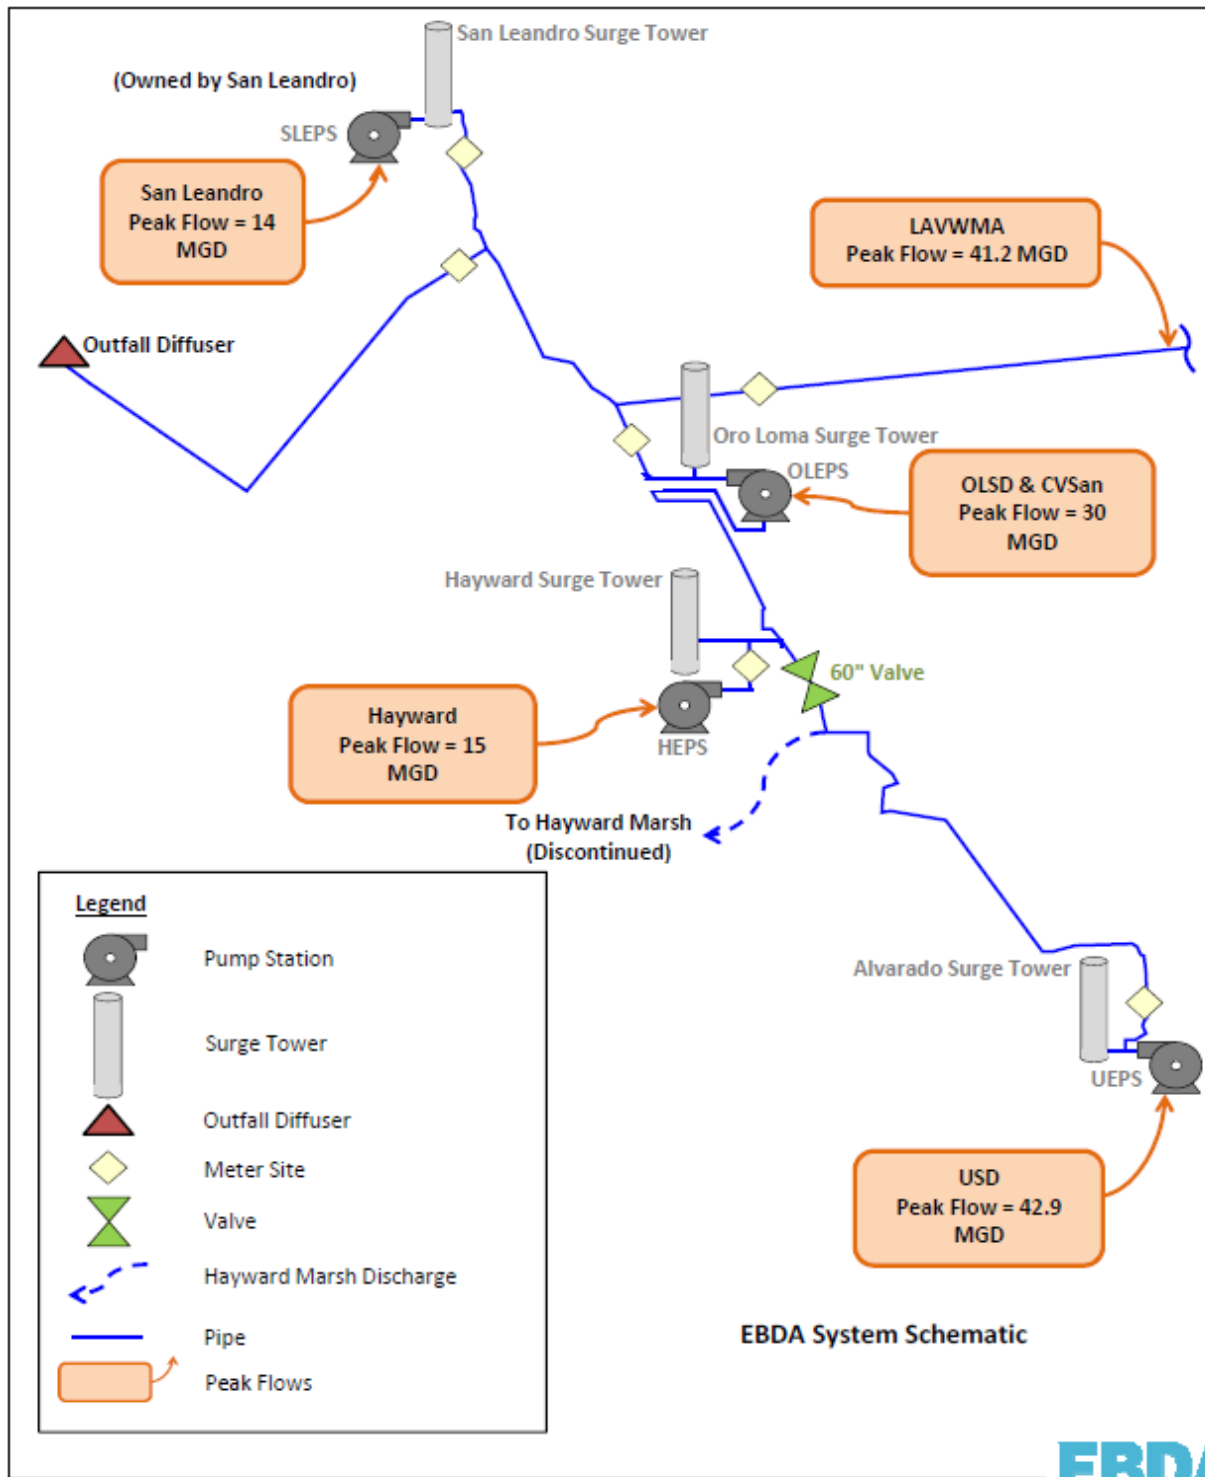 San Leandro Surge Tower
(Owned by San Leandro)
SLEPS
San Leandro
Peak Flow = 14
MGD
LAVWMA
Peak Flow = 41.2 MGD
Outfall Diffuser
Oro Loma Surge Tower
OLEPS
OLSD & CVSan
Peak Flow = 30
MGD
Hayward Surge Tower
60" Valve
Hayward
Peak Flow = 15
MGD
HEPS
To Hayward Marsh
(Discontinued)
Legend
Pump Station
Surge Tower
Outfall Diffuser
Meter Site
Valve
Hayward Marsh Discharge
Pipe
Peak Flows
Alvarado Surge Tower
UEPS
USD
Peak Flow = 42.9
MGD
EBDA System Schematic
EBDA